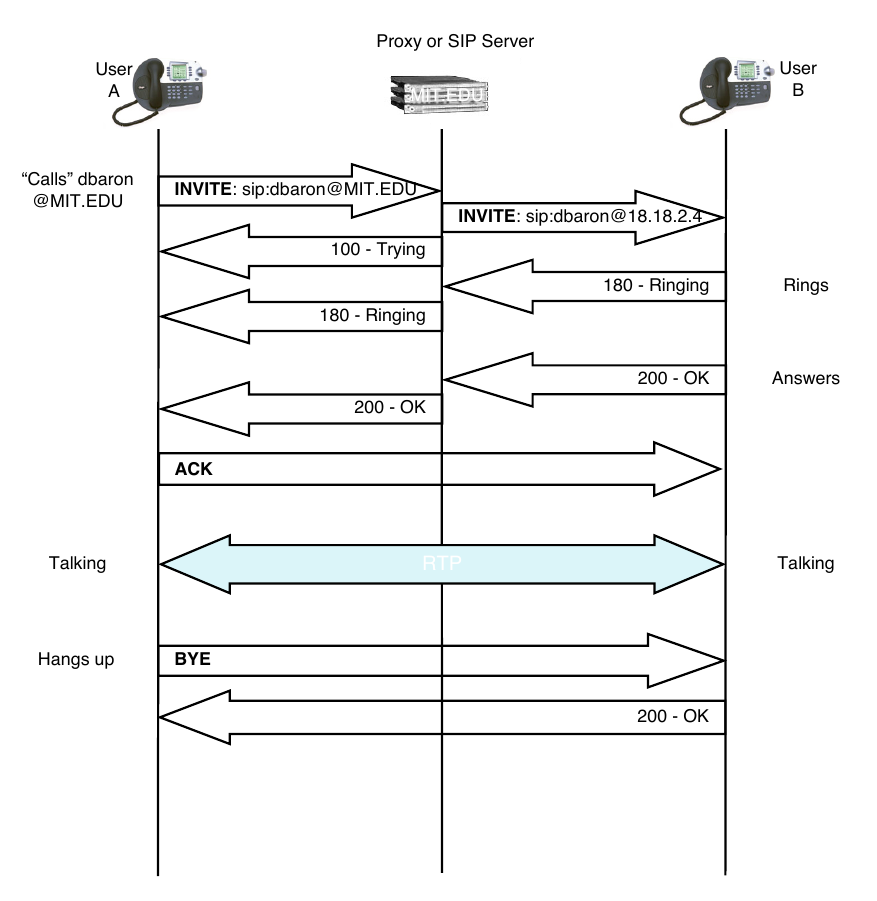 Proxy or SIP Server
User
A
MIT.EDU
User
B
“Calls” dbaron
@MIT.EDU
INVITE: sip:dbaron@MIT.EDU
INVITE: sip:dbaron@18.18.2.4
100 - Trying
180 - Ringing
Rings
180 - Ringing
200 - OK
Answers
200 - OK
ACK
Talking
RTP
Talking
Hangs up
BYE
200 - OK